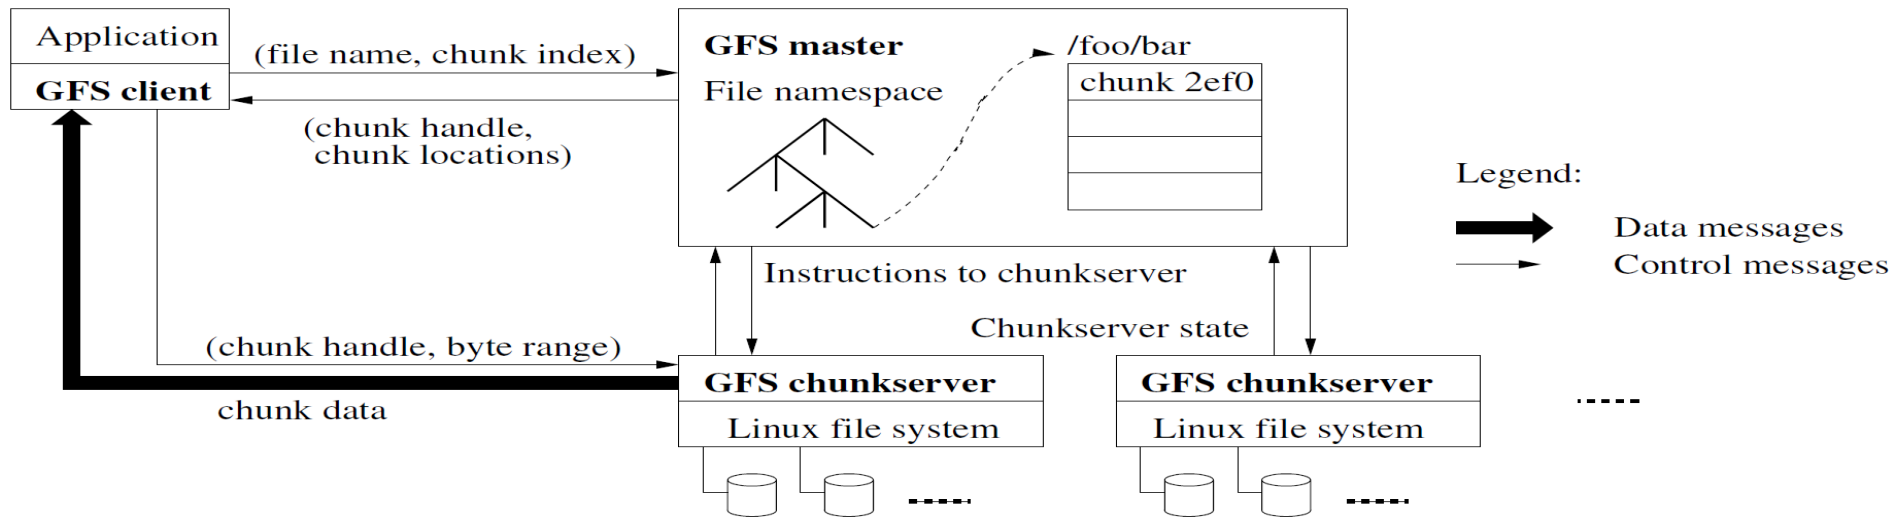 Application
GFS client
(file name, chunk index)
(chunk handle,
chunk locations)
GFS master
File namespace
/foo/bar
chunk 2ef0
Legend:
Data messages
Control messages
Instructions to chunkserver
Chunkserver state
(chunk handle, byte range)
chunk data
GFS chunkserver
Linux file system
GFS chunkserver
Linux file system